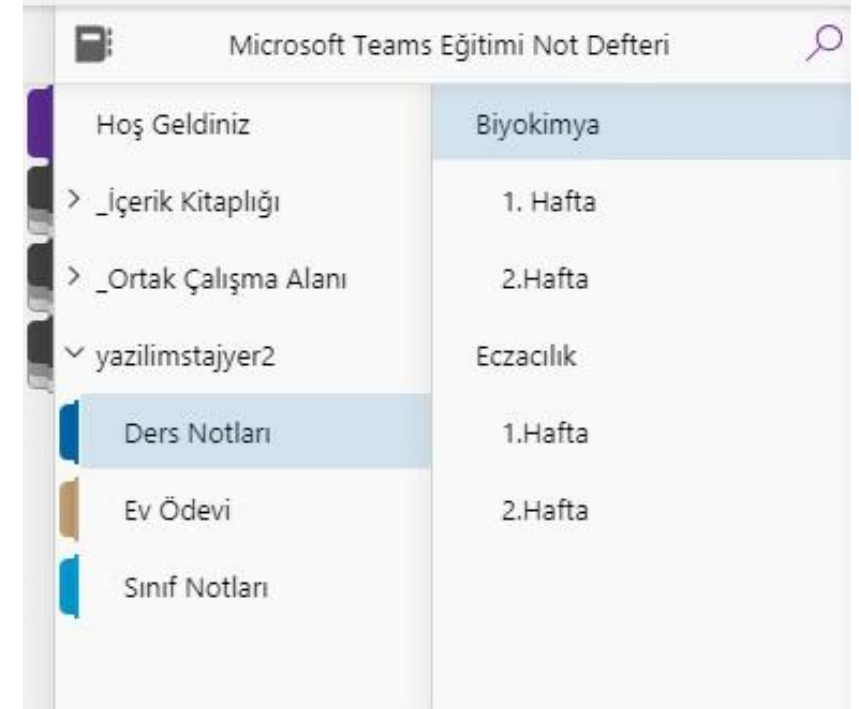 Microsoft Teams Eğitimi Not Defteri
Hoş Geldiniz
_İçerik Kitaplığı
_Ortak Çalışma Alanı
yazilimstajyer2
Ders Notları
Ev Ödevi
Sınıf Notları
Biyokimya
1. Hafta
2.Hafta
Eczacılık
1.Hafta
2.Hafta